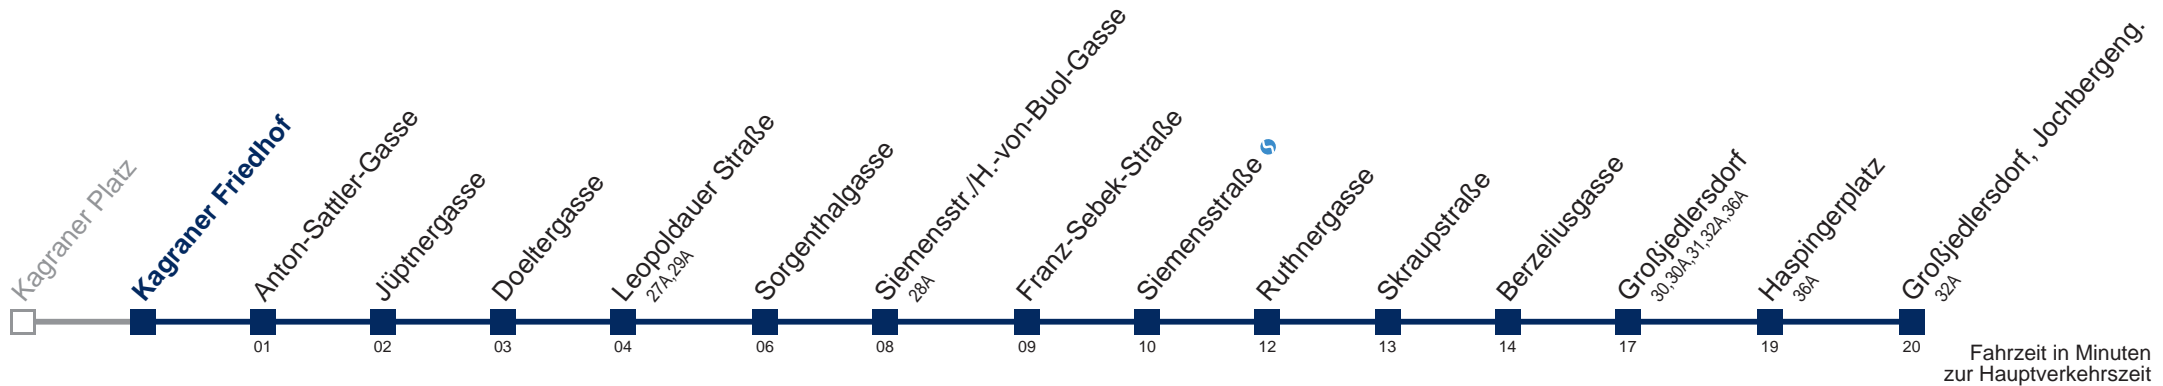 Kagraner Platz
Kagraner Friedhof
Anton-Sattler-Gasse
Jüptnergasse
Doeltergasse
Leopoldauer Straße
27A,29A
Sorgenthalgasse
Siemensstr./H.-von-Buol-Gasse
28A
Franz-Sebek-Straße
Siemensstraße
Ruthnergasse
Skraupstraße
Berzeliusgasse
Großjedlersdorf
30,30A,31,32A,36A
Haspingerplatz
36A
Großjedlersdorf, Jochbergeng.
32A
01 02 03 04 06 08 09 10 12 13 14 17 19 20
Fahrzeit in Minuten
zur Hauptverkehrszeit